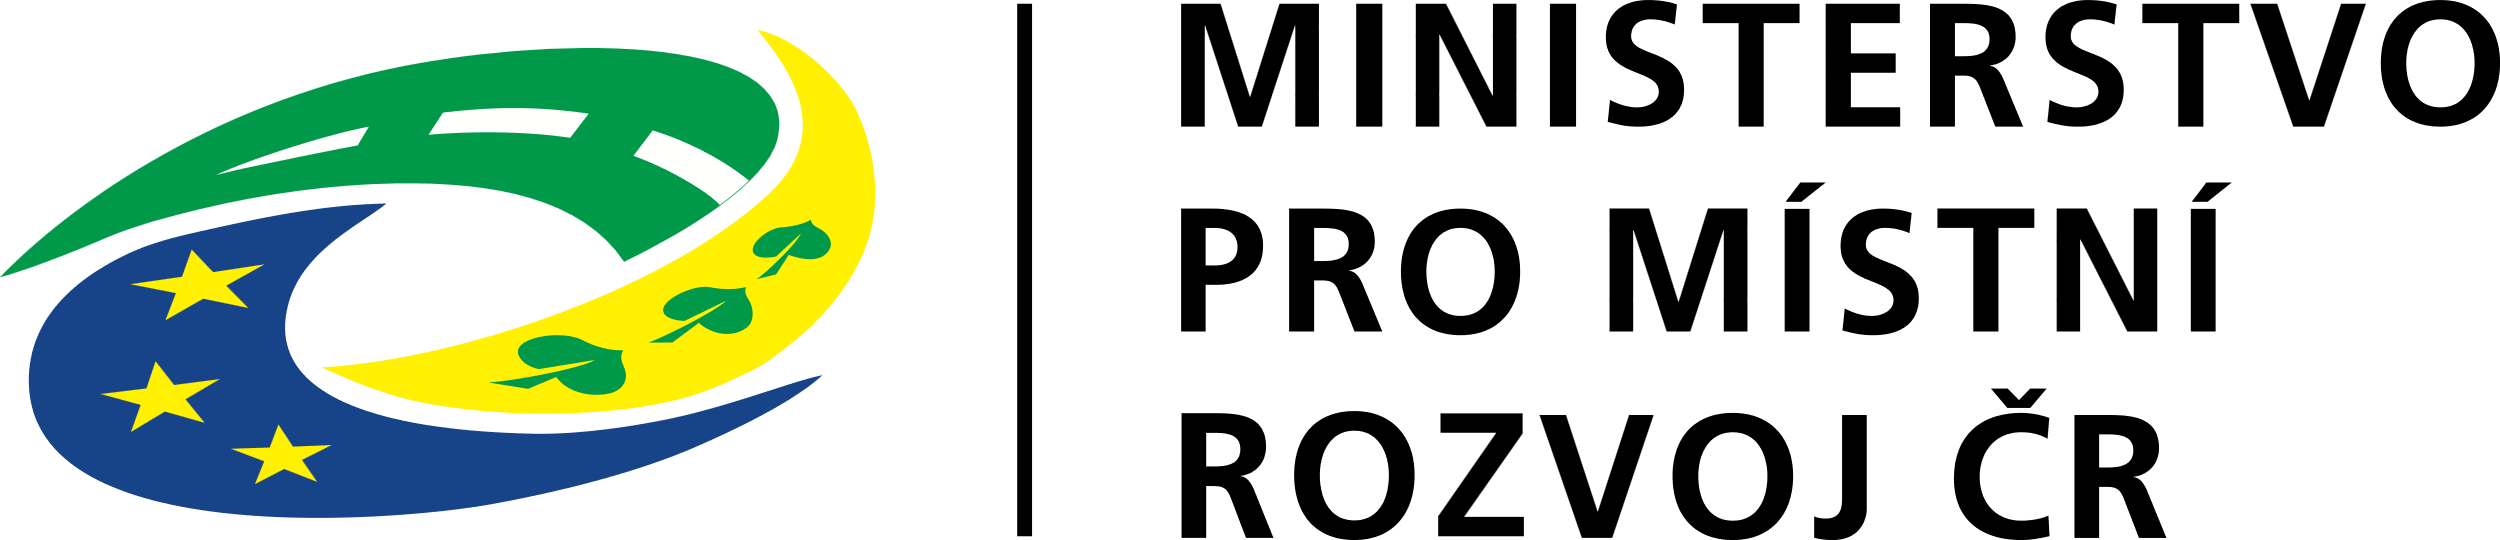 MINISTERSTVO
PRO MÍSTNÍ
ROZVOJ ČR